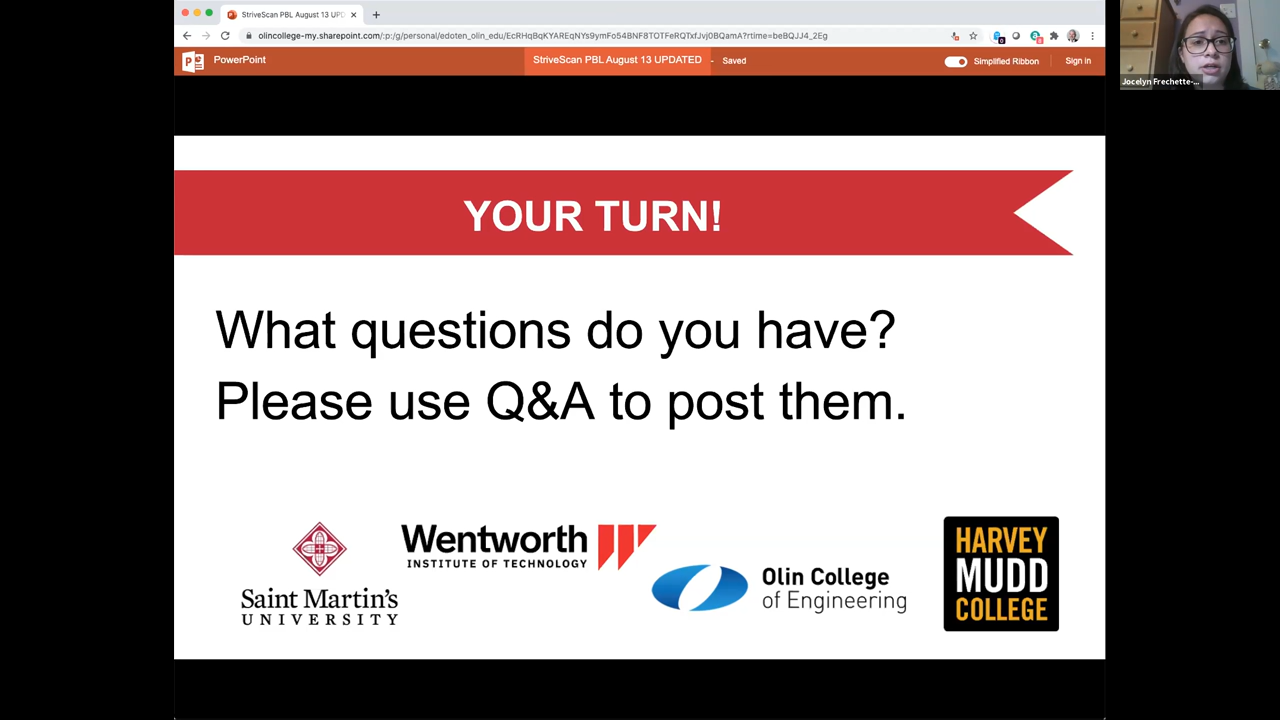 StriveScan PBL August 13 UPD
olincollege-my.sharepoint.com/:p:/g/personal/edoten_olin_edu/EcRHqBqKYAREqNYs9ymFo54BNF8TOTFeRQTxfJvj0BQamA?rtime=beBQJJ4_2Eg
PowerPoint
StriveScan PBL August 13 UPDATED - Saved
Simplified Ribbon
Sign in
Jocelyn Frechette-...
YOUR TURN!
What questions do you have?
Please use Q&A to post them.
Saint Martin's
UNIVERSITY
Wentworth
INSTITUTE OF TECHNOLOGY
Olin College
of Engineering
HARVEY
MUDD
COLLEGE